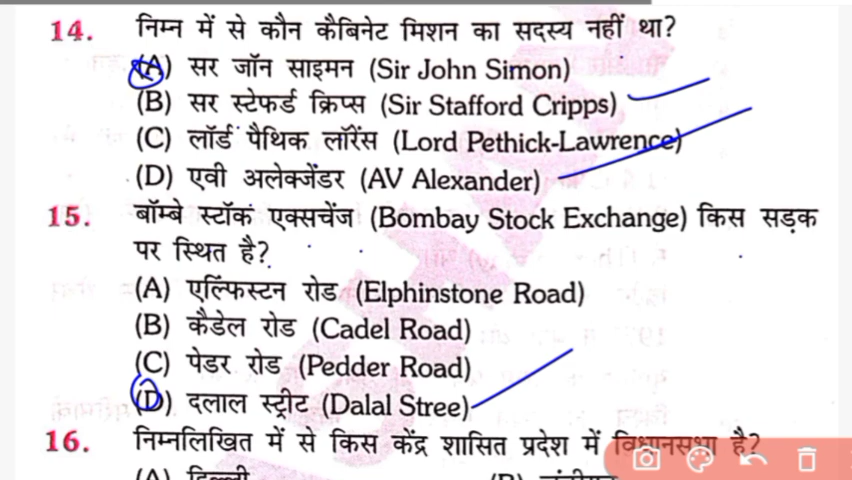 14. निम्न में से कौन कैबिनेट मिशन का सदस्य नहीं था?
(A) सर जॉन साइमन (Sir John Simon)
(B) सर स्टेफर्ड क्रिप्स (Sir Stafford Cripps)
(C) लॉर्ड पैथिक लॉरेंस (Lord Pethick-Lawrence)
(D) एवी अलेक्जेंडर (AV Alexander)
15. बॉम्बे स्टॉक एक्सचेंज (Bombay Stock Exchange) किस सड़क
पर स्थित है?
(A) एल्फिंस्टन रोड (Elphinstone Road)
(B) कैडेल रोड (Cadel Road)
(C) पेडर रोड (Pedder Road)
(D) दलाल स्ट्रीट (Dalal Stree)
16. निम्नलिखित में से किस केंद्र शासित प्रदेश में विधानसभा है?
(A) दिल्ली